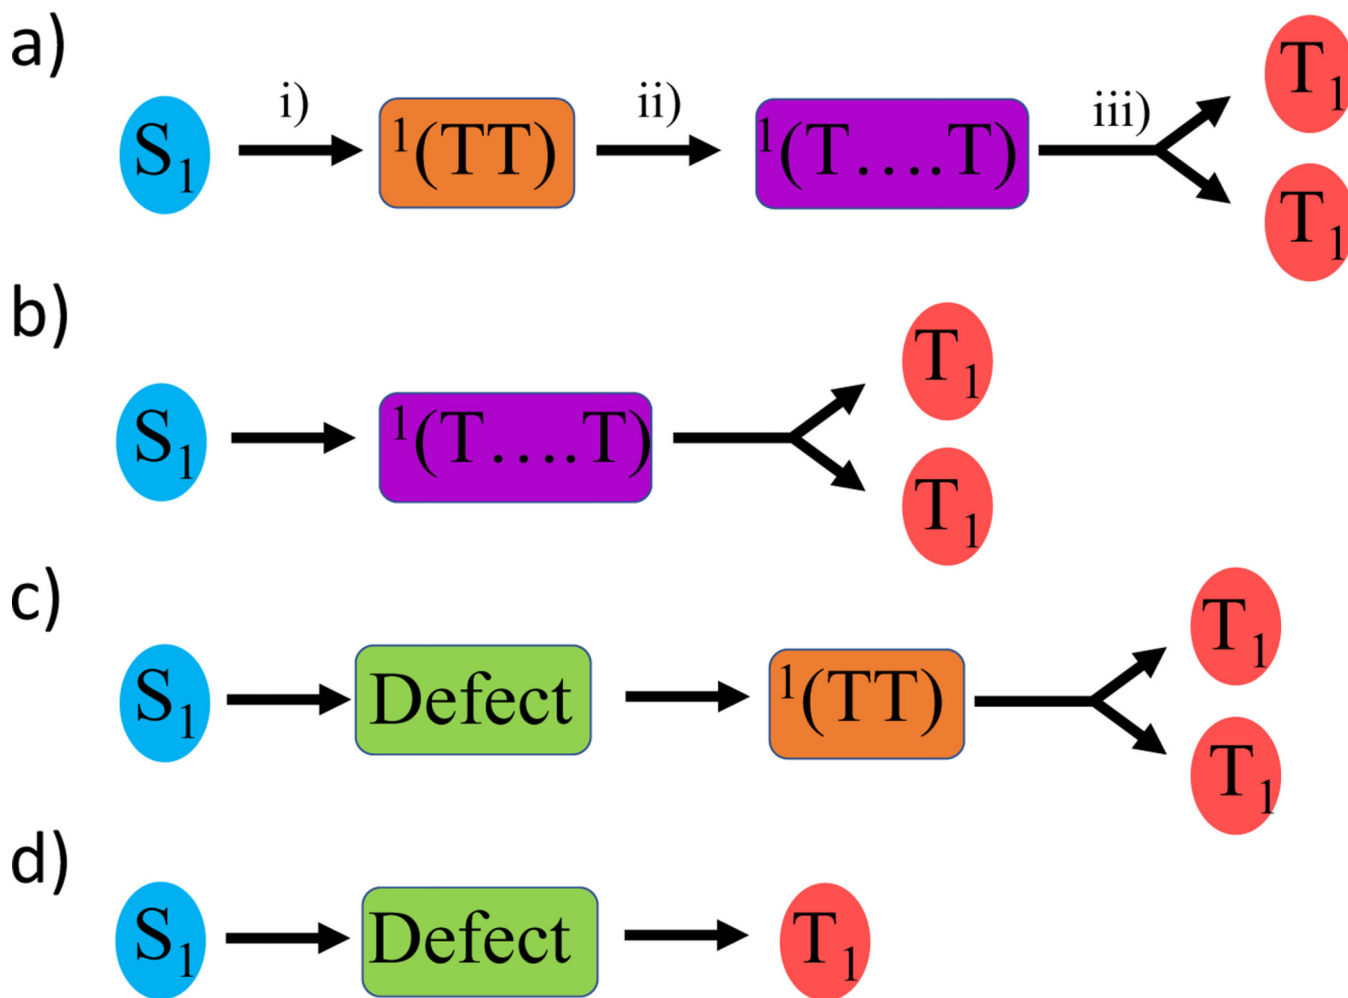 a)
S₁ i) ¹(TT) ii) ¹(T....T) iii) T₁
T₁
b)
S₁ ¹(T....T) T₁
T₁
c)
S₁ Defect ¹(TT) T₁
T₁
d)
S₁ Defect T₁